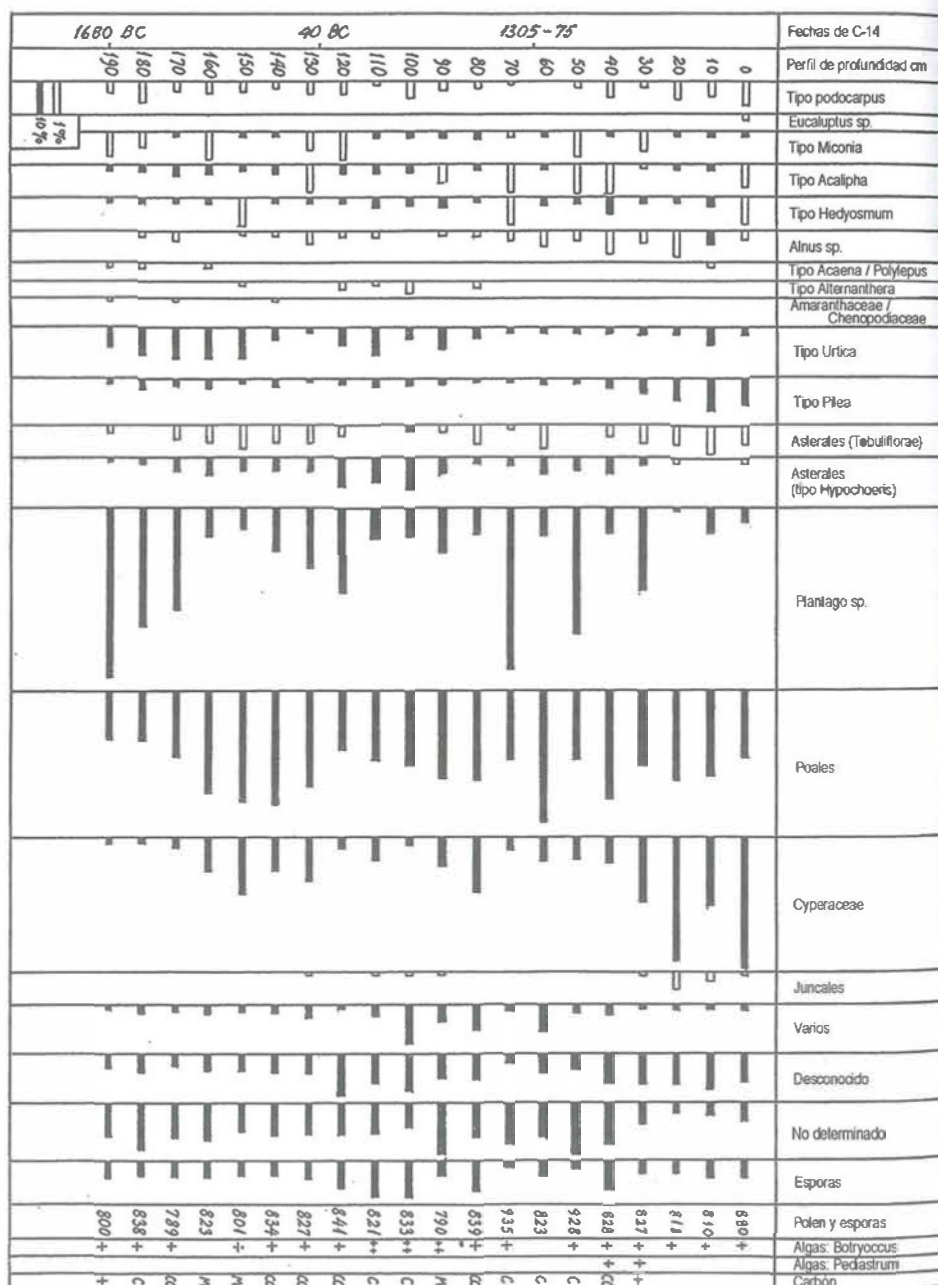 1680 BC 40 BC 1305-75 Fechas de C-14
190 180 170 160 150 140 130 120 110 100 90 80 70 60 50 40 30 20 10 0 Perfil de profundidad cm
10% 1%
Tipo podocarpus
Eucaluptus sp.
Tipo Miconia
Tipo Acalipha
Tipo Hedyosmum
Alnus sp.
Tipo Acaena / Polylepus
Tipo Alternanthera
Amaranthaceae /
Chenopodiaceae
Tipo Urtica
Tipo Pilea
Asterales (Tebuliflorae)
Asterales
(tipo Hypochoeris)
Plantago sp.
Poales
Cyperaceae
Juncales
Varios
Desconocido
No determinado
Esporas
800 838 789 823 801 834 827 841 821 833 790 839 935 823 928 628 827 811 810 680 Polen y esporas
+ + + + + + + + ++ ++ ++ + + + + + + + + Algas: Botryoccus
+ + Algas: Pediastrum
Carbón